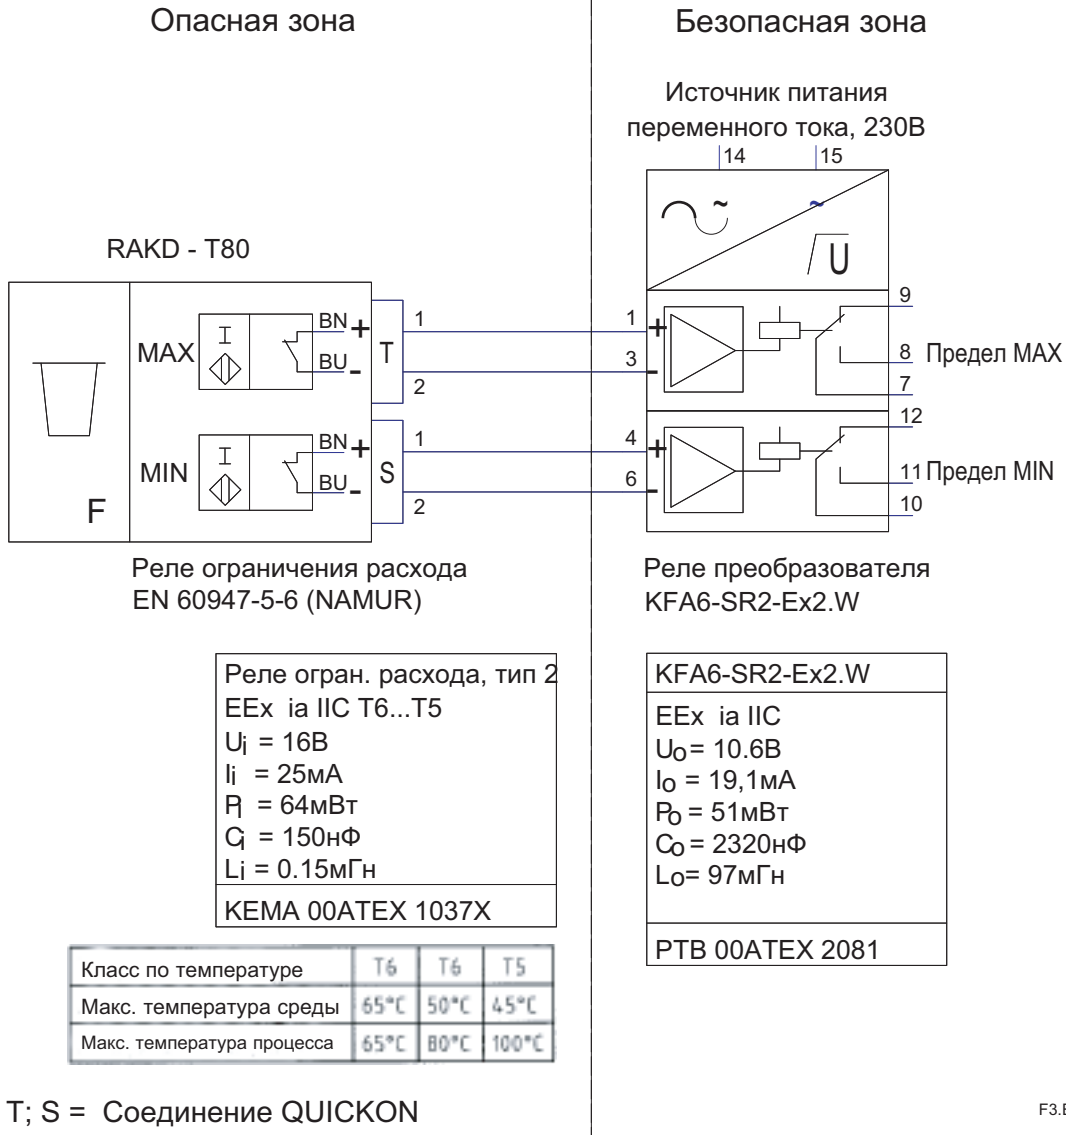 Опасная зона
Безопасная зона
Источник питания
переменного тока, 230В
14 15
RAKD - T80
MAX
I
BN +
BU -
T
1
2
1 +
3 -
9
8 Предел MAX
7
MIN
I
BN +
BU -
S
1
2
4 +
6 -
12
11 Предел MIN
10
F
~
~
U
Реле ограничения расхода
EN 60947-5-6 (NAMUR)
Реле преобразователя
KFA6-SR2-Ex2.W
Реле огран. расхода, тип 2
EEx ia IIC T6...T5
Ui = 16В
Ii = 25мА
Pi = 64мВт
Ci = 150нФ
Li = 0.15мГн
KEMA 00ATEX 1037X
KFA6-SR2-Ex2.W
EEx ia IIC
Uo = 10.6В
Io = 19,1мА
Po = 51мВт
Co = 2320нФ
Lo= 97мГн
PTB 00ATEX 2081
Класс по температуре T6 T6 T5
Макс. температура среды 65°C 50°C 45°C
Макс. температура процесса 65°C 80°C 100°C
T; S = Соединение QUICKON